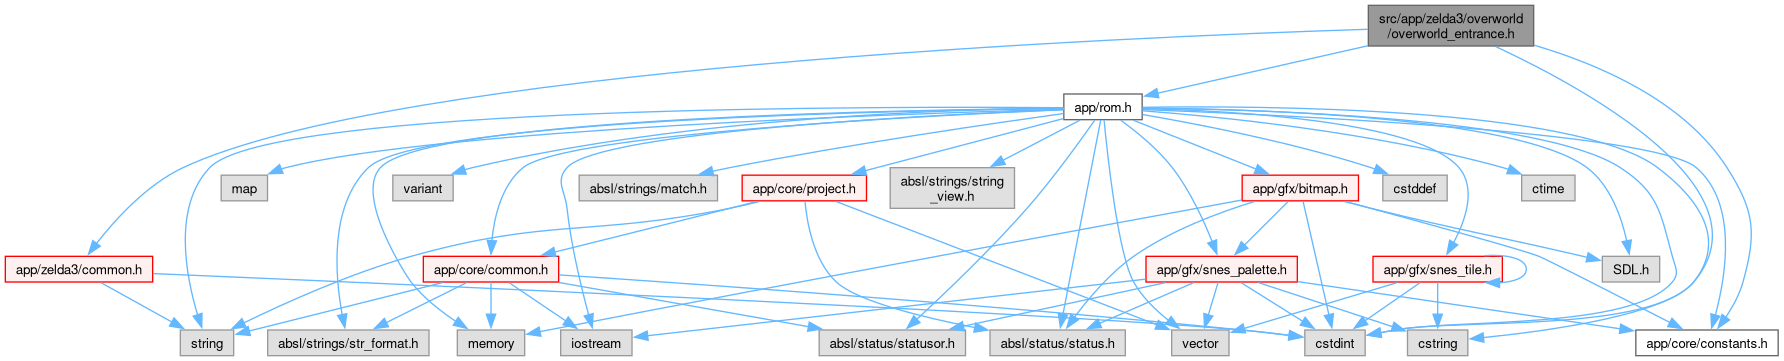 src/app/zelda3/overworld
/overworld_entrance.h
app/rom.h
map
variant
absl/strings/match.h
app/core/project.h
absl/strings/string
_view.h
app/gfx/bitmap.h
cstddef
ctime
app/zelda3/common.h
app/core/common.h
app/gfx/snes_palette.h
app/gfx/snes_tile.h
SDL.h
string
absl/strings/str_format.h
memory
iostream
absl/status/statusor.h
absl/status/status.h
vector
cstdint
cstring
app/core/constants.h